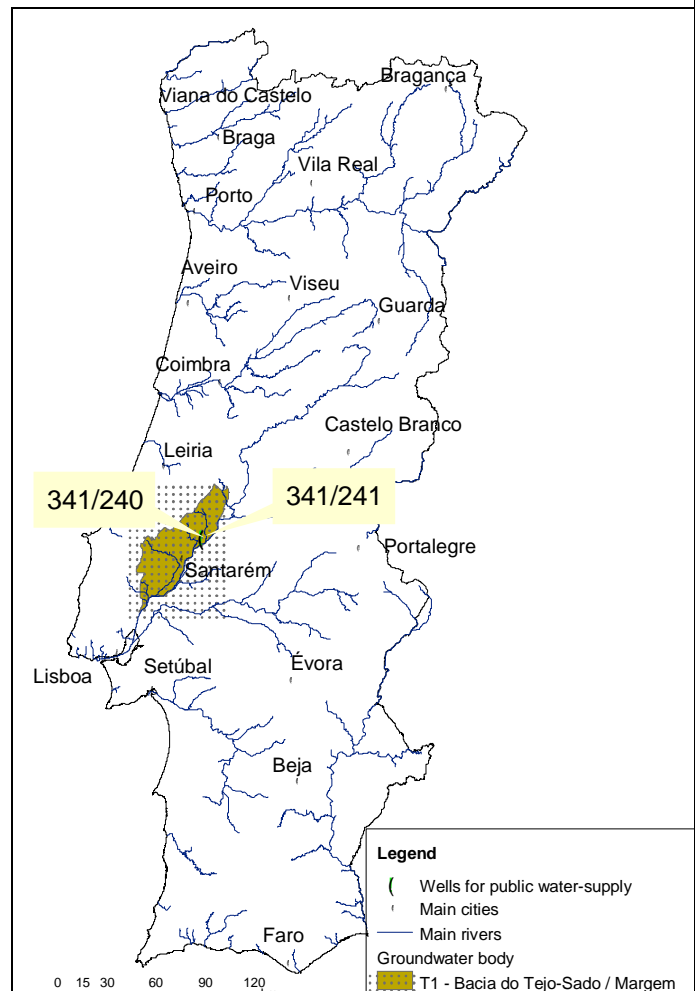 Bragança
Viana do Castelo
Braga
Vila Real
Porto
Aveiro
Viseu
Guarda
Coimbra
Castelo Branco
Leiria
341/240
341/241
Portalegre
Santarém
Lisboa
Setúbal
Évora
Beja
Faro
Legend
Wells for public water-supply
Main cities
Main rivers
Groundwater body
T1 - Bacia do Tejo-Sado / Margem
0 15 30 60 90 120